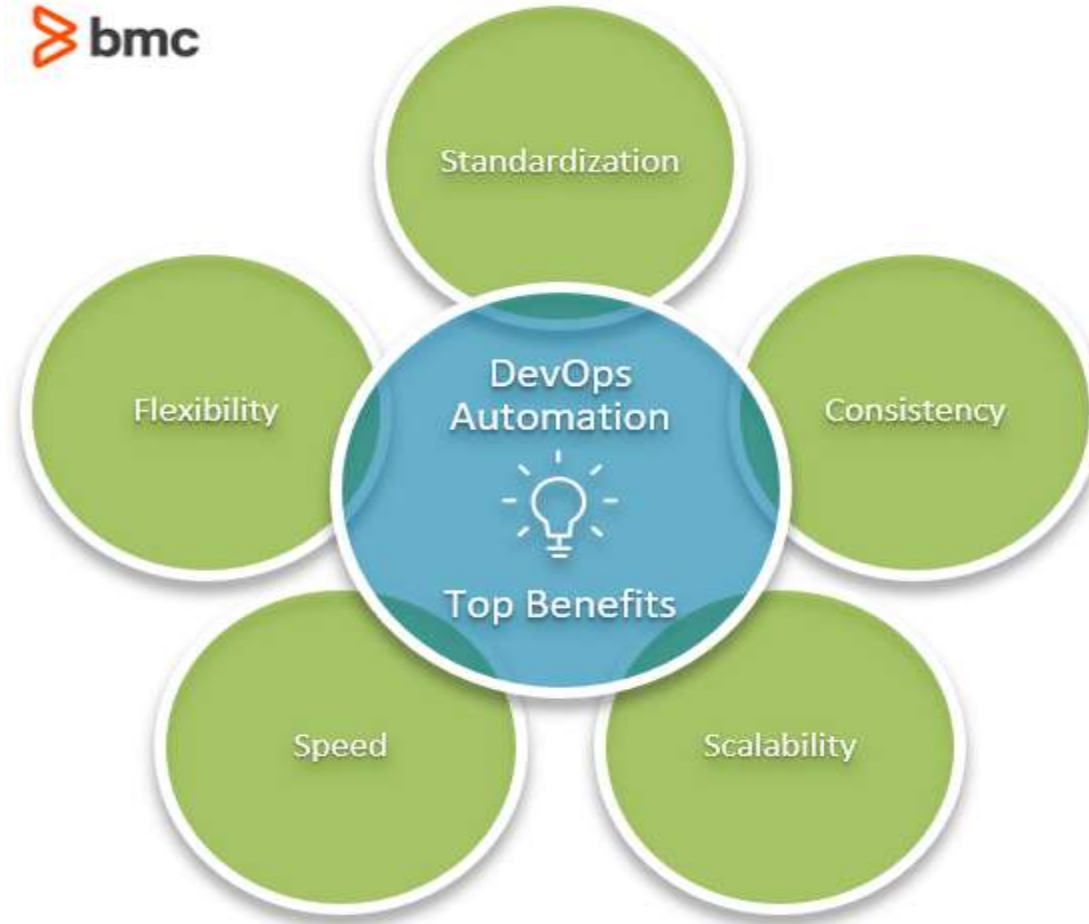 bmc
Standardization
DevOps
Automation
Top Benefits
Consistency
Scalability
Speed
Flexibility